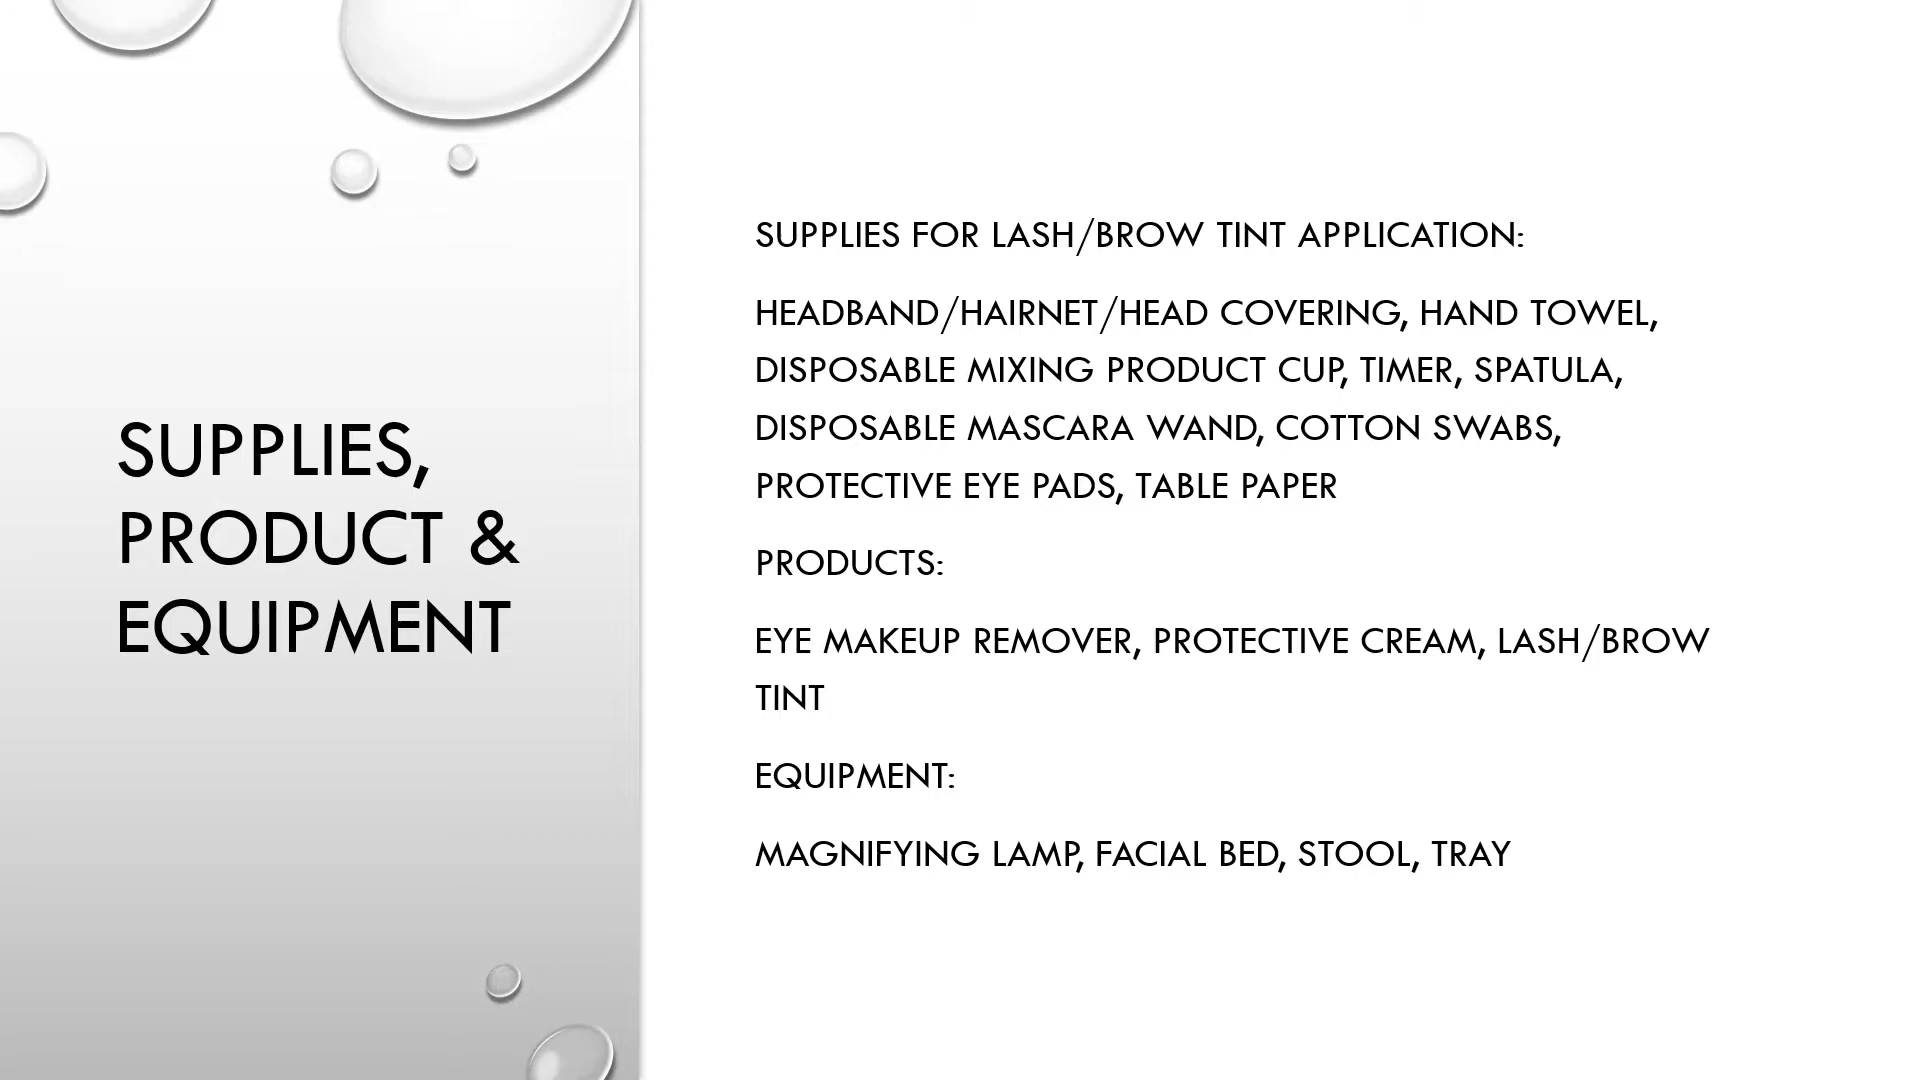 SUPPLIES,
PRODUCT &
EQUIPMENT
SUPPLIES FOR LASH/BROW TINT APPLICATION:
HEADBAND/HAIRNET/HEAD COVERING, HAND TOWEL,
DISPOSABLE MIXING PRODUCT CUP, TIMER, SPATULA,
DISPOSABLE MASCARA WAND, COTTON SWABS,
PROTECTIVE EYE PADS, TABLE PAPER
PRODUCTS:
EYE MAKEUP REMOVER, PROTECTIVE CREAM, LASH/BROW
TINT
EQUIPMENT:
MAGNIFYING LAMP, FACIAL BED, STOOL, TRAY